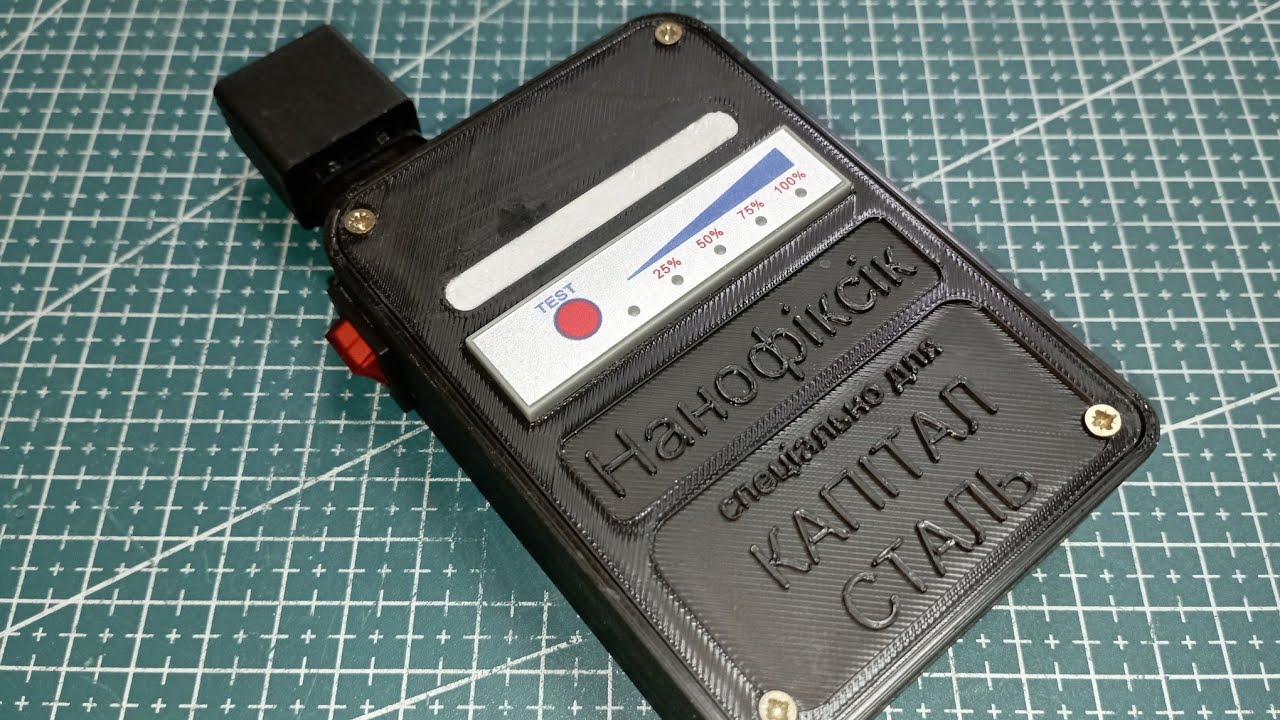 TEST
25% 50% 75% 100%
Нанофіксік
спеціально для
КАПІТАЛ
СТАЛЬ